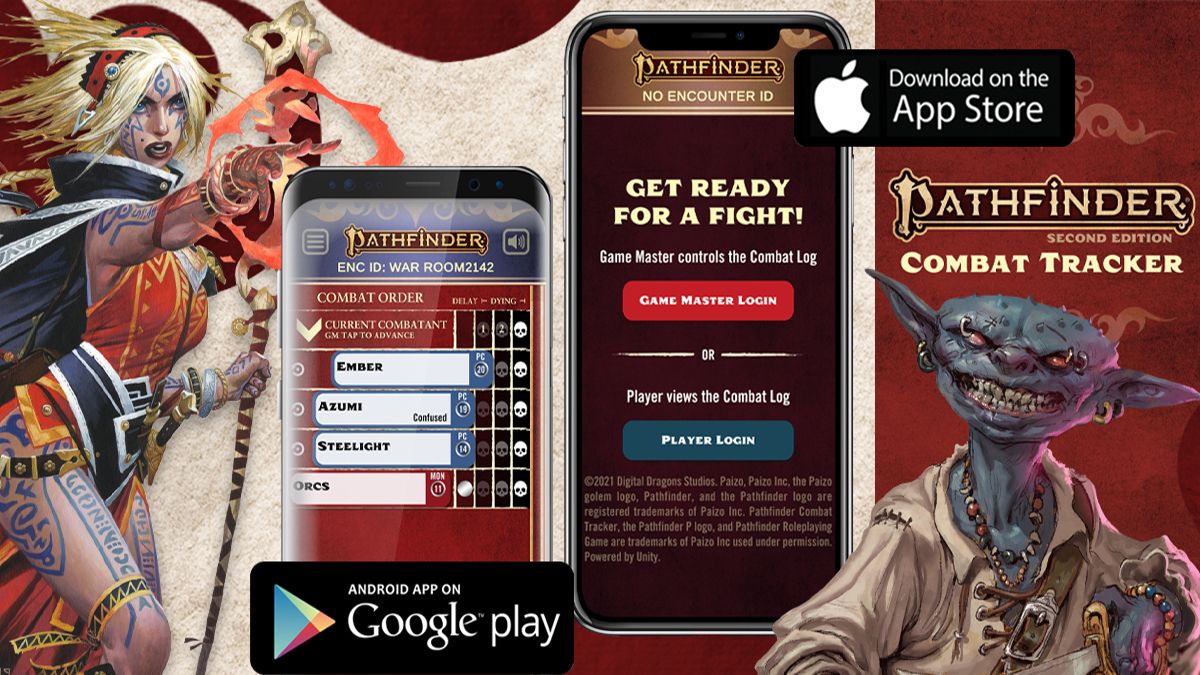 PATHFINDER
ENC ID: WAR ROOM2142
COMBAT ORDER
DELAY
DYING
CURRENT COMBATANT
GM TAP TO ADVANCE
1
2
EMBER
PC
20
AZUMI
Confused
PC
19
STEELIGHT
PC
14
ORCS
MON
11
ANDROID APP ON
Google play
PATHFINDER
NO ENCOUNTER ID
GET READY
FOR A FIGHT!
Game Master controls the Combat Log
GAME MASTER LOGIN
OR
Player views the Combat Log
PLAYER LOGIN
©2021 Digital Dragons Studios. Paizo, Paizo Inc, the Paizo
golem logo, Pathfinder, and the Pathfinder logo are
registered trademarks of Paizo Inc. Pathfinder Combat
Tracker, the Pathfinder P logo, and Pathfinder Roleplaying
Game are trademarks of Paizo Inc used under permission.
Powered by Unity.
Download on the
App Store
PATHFINDER
TM
SECOND EDITION
COMBAT TRACKER